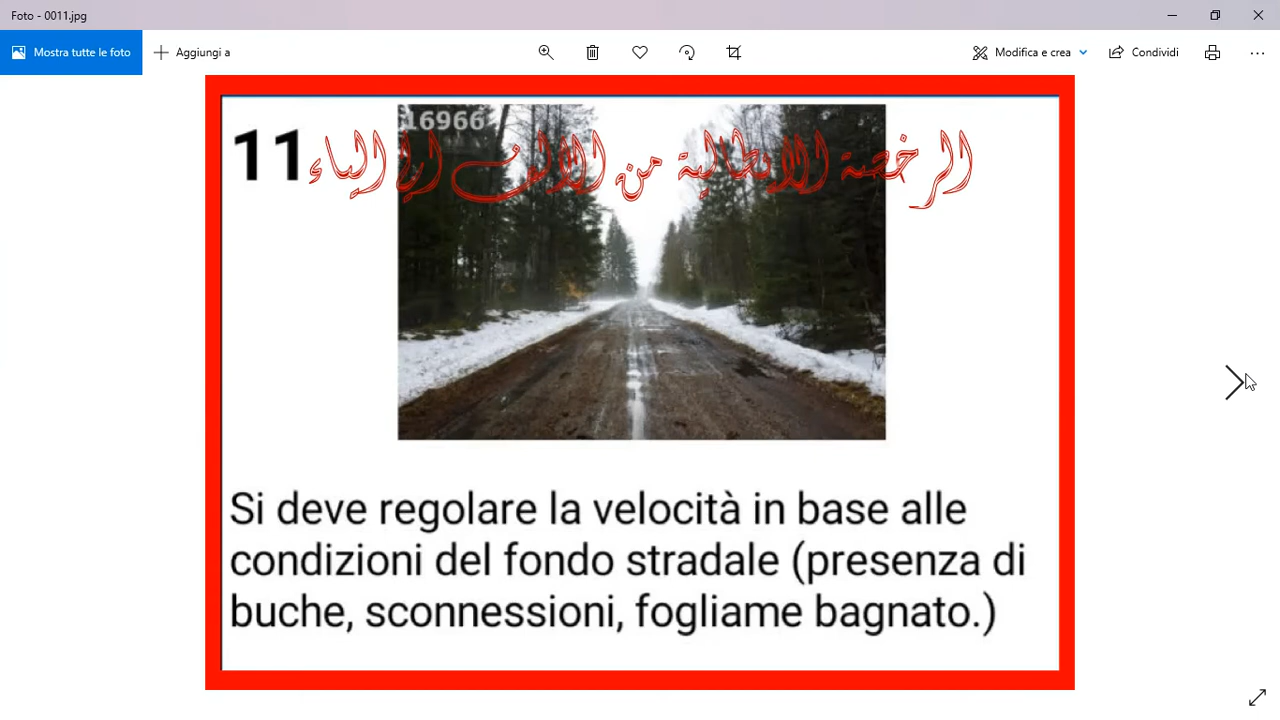 Foto - 0011.jpg
Mostra tutte le foto
Aggiungi a
Modifica e crea
Condividi
16966
11
الرخصة الايطالية من الالف الى الياء
Si deve regolare la velocità in base alle
condizioni del fondo stradale (presenza di
buche, sconnessioni, fogliame bagnato.)